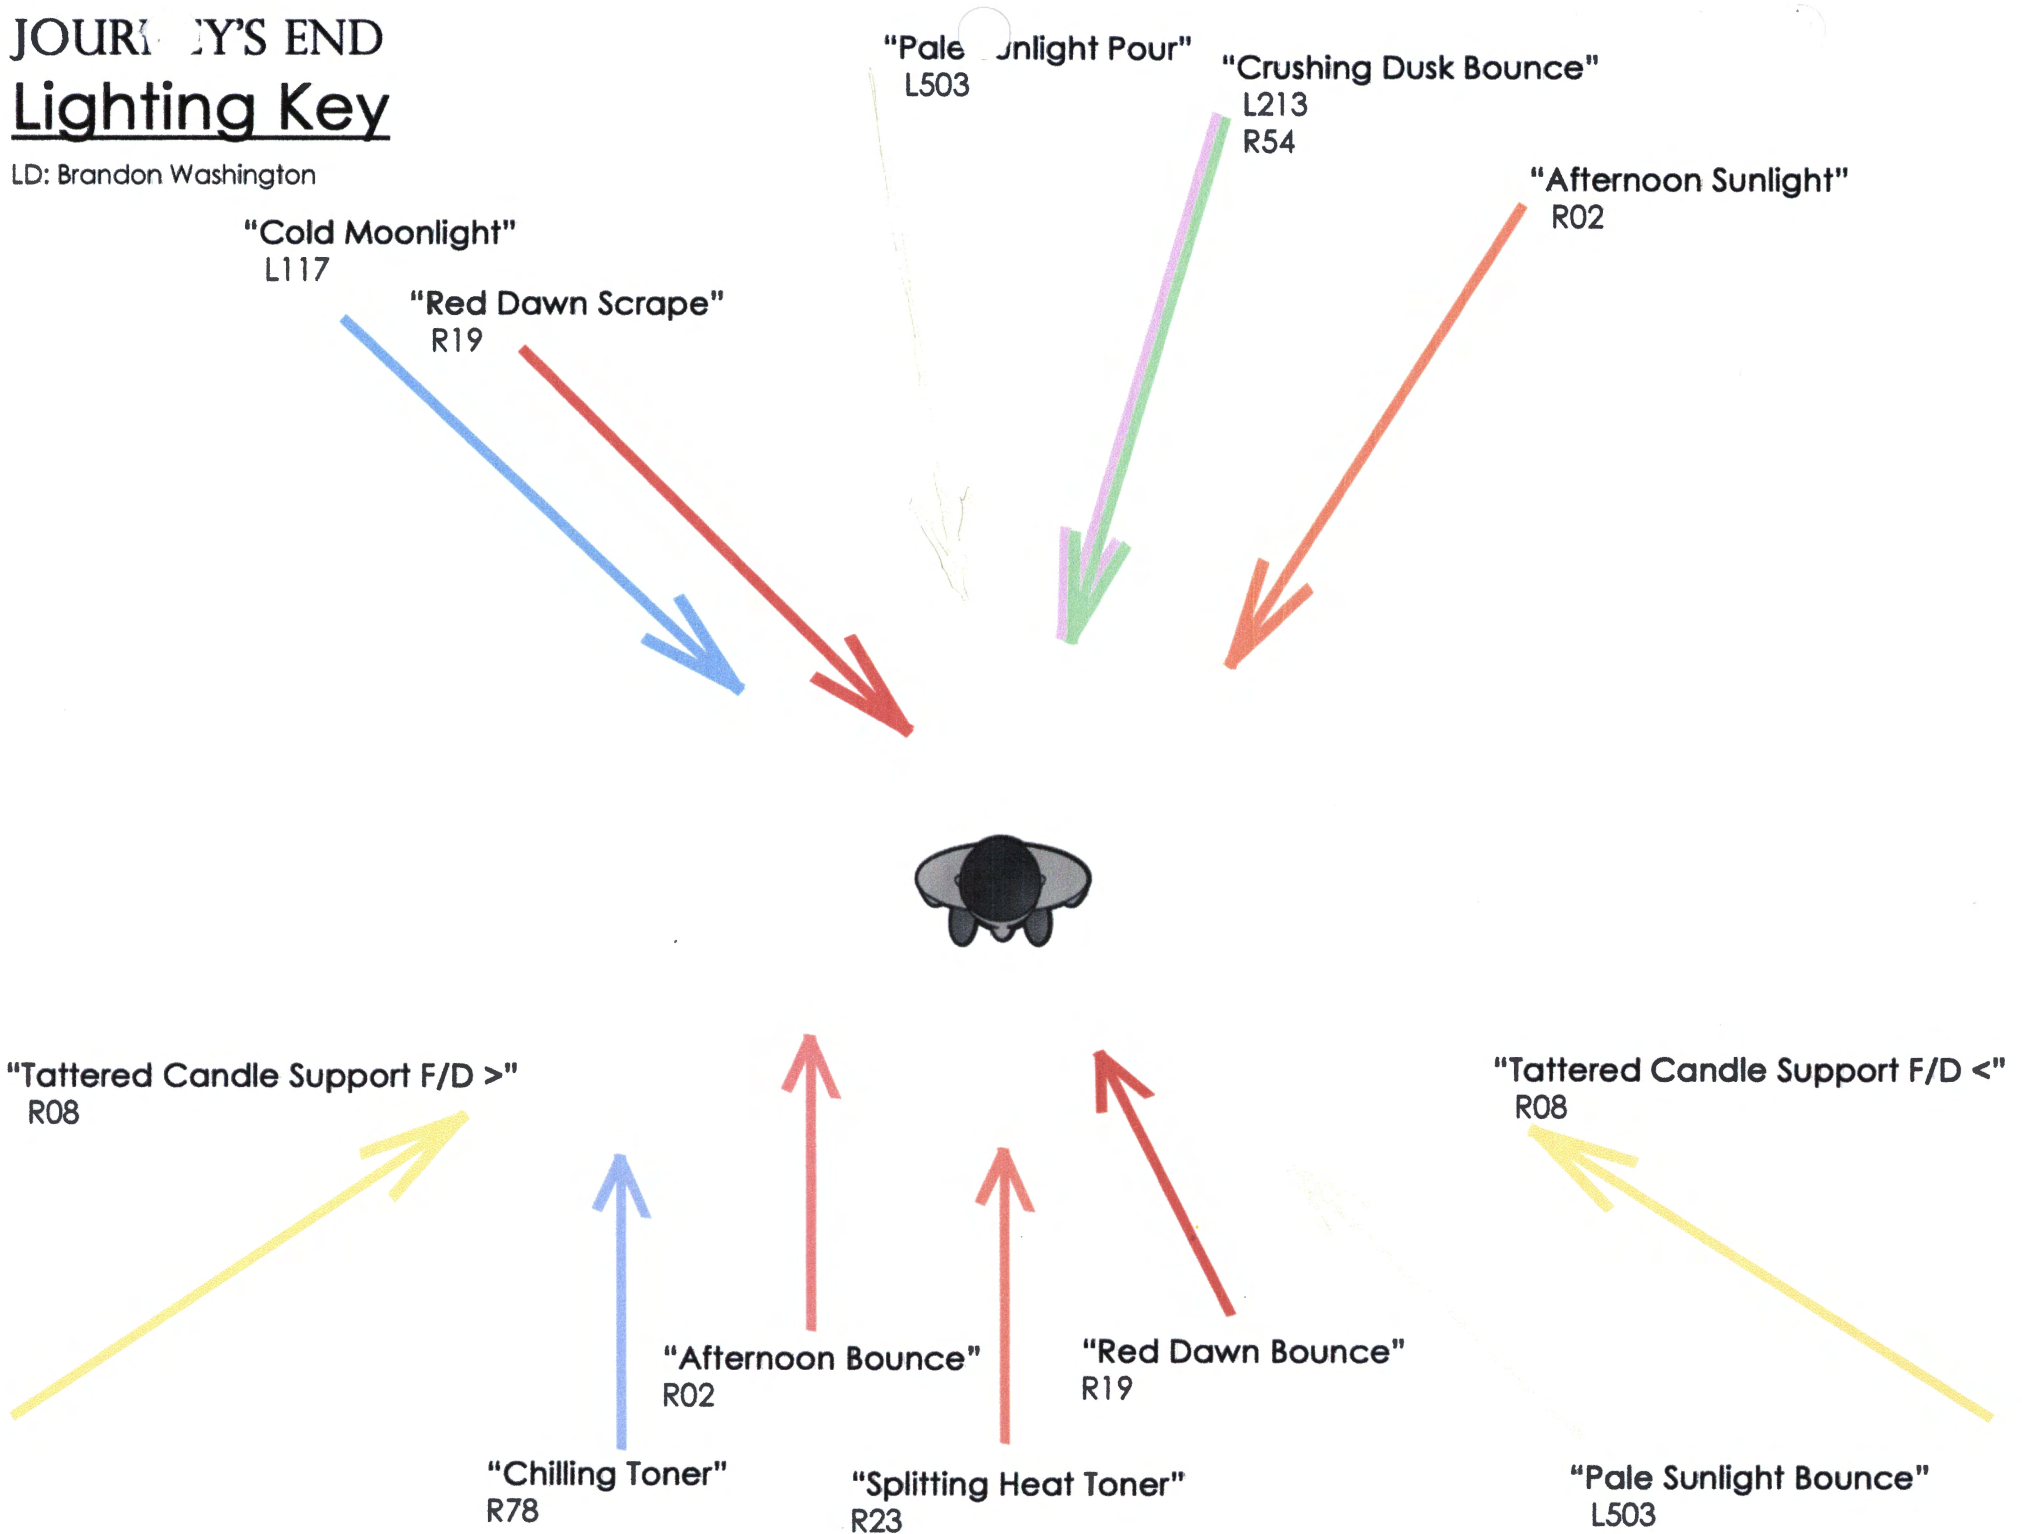 JOURNEY'S END
Lighting Key
LD: Brandon Washington
“Pale Sunlight Pour”
L503
“Crushing Dusk Bounce”
L213
R54
“Afternoon Sunlight”
R02
“Cold Moonlight”
L117
“Red Dawn Scrape”
R19
“Tattered Candle Support F/D >”
R08
“Tattered Candle Support F/D <”
R08
“Afternoon Bounce”
R02
“Red Dawn Bounce”
R19
“Chilling Toner”
R78
“Splitting Heat Toner”
R23
“Pale Sunlight Bounce”
L503